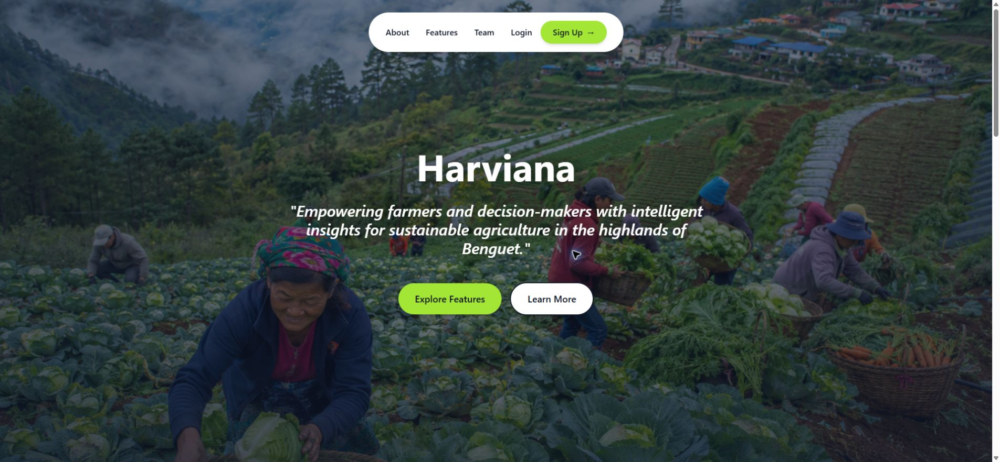 About Features Team Login Sign Up →
Harviana
"Empowering farmers and decision-makers with intelligent
insights for sustainable agriculture in the highlands of
Benguet."
Explore Features Learn More